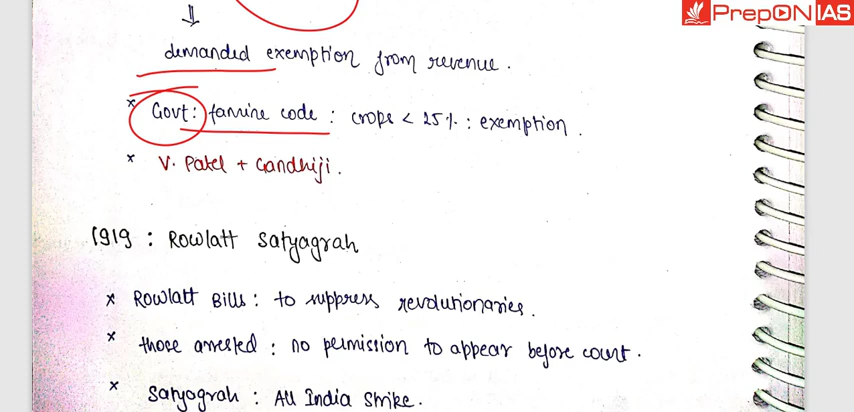 PrepON IAS
demanded exemption from revenue.
x Govt: famine code : crops < 25% : exemption.
x V. Patel + Gandhiji.
1919 : Rowlatt Satyagrah
x Rowlatt Bills : to suppress revolutionaries.
x those arrested : no permission to appear before court.
x Satyograh : All India Strike.